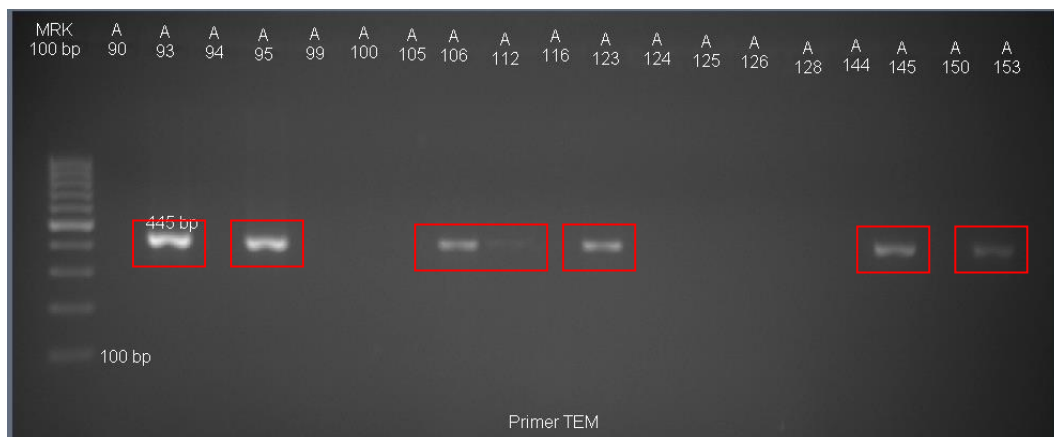 MRK A A A A A A A A A A A A A A A A A A A
100 bp 90 93 94 95 99 100 105 106 112 116 123 124 125 126 128 144 145 150 153
445 bp
100 bp
Primer TEM